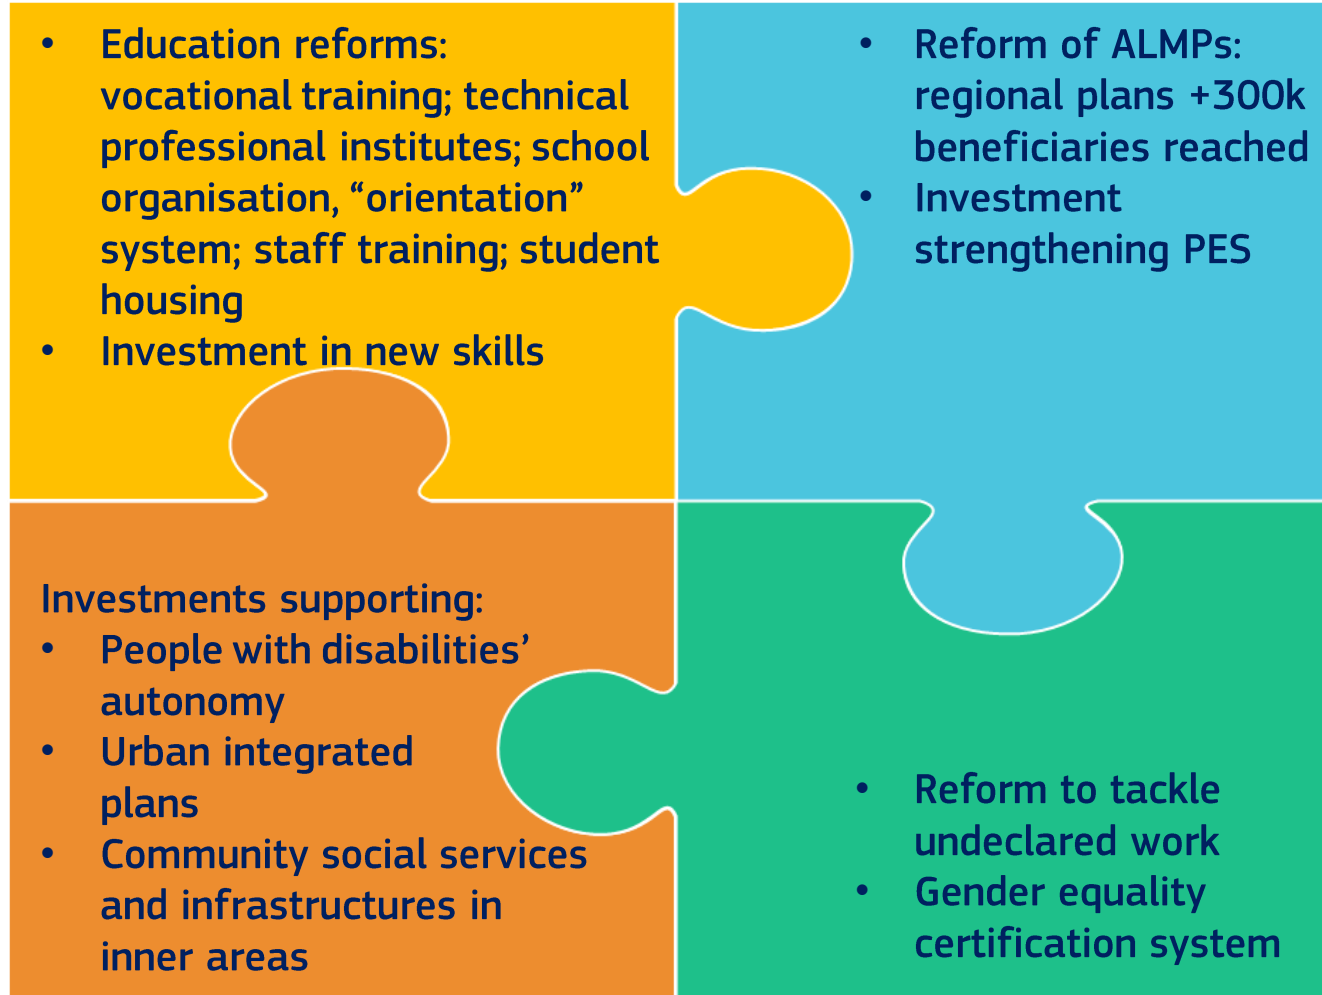 • Education reforms:
vocational training; technical
professional institutes; school
organisation, “orientation”
system; staff training; student
housing
• Investment in new skills
• Reform of ALMPs:
regional plans +300k
beneficiaries reached
• Investment
strengthening PES
Investments supporting:
• People with disabilities’
autonomy
• Urban integrated
plans
• Community social services
and infrastructures in
inner areas
• Reform to tackle
undeclared work
• Gender equality
certification system